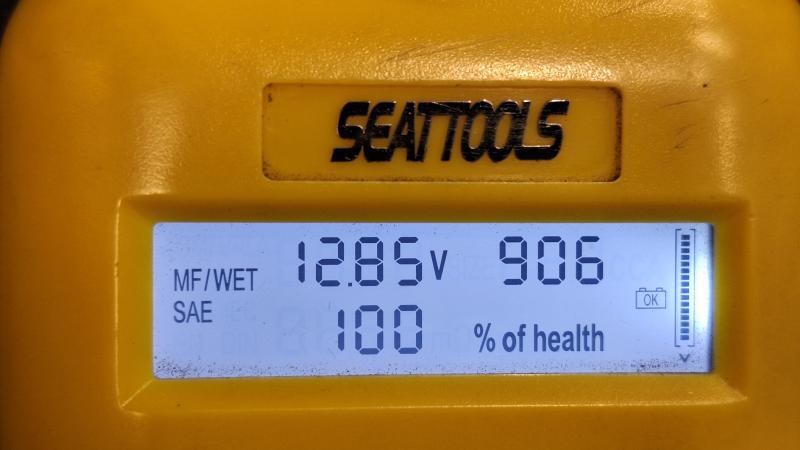 SEATTOOLS
MF/WET 12.85V 906
SAE 100 % of health
OK